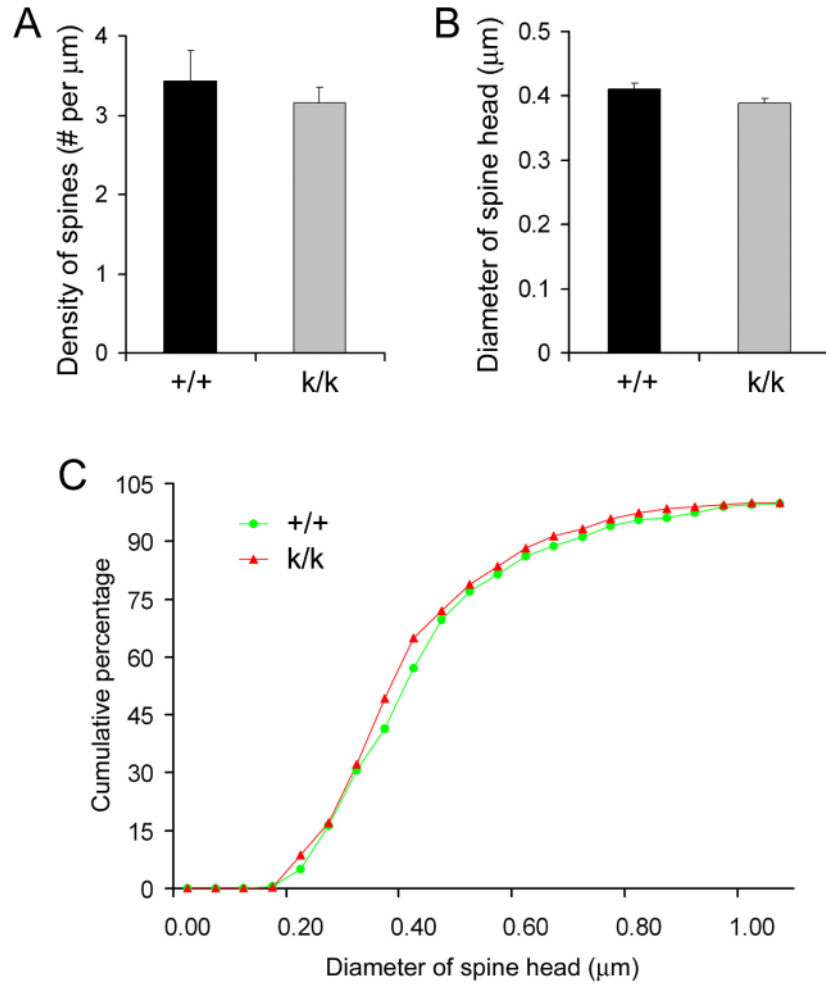 A
Density of spines (# per μm)
4
3
2
1
0
+/+
k/k
B
Diameter of spine head (μm)
0.5
0.4
0.3
0.2
0.1
0
+/+
k/k
C
Cumulative percentage
105
90
75
60
45
30
15
0
+/+
k/k
0.00
0.20
0.40
0.60
0.80
1.00
Diameter of spine head (μm)